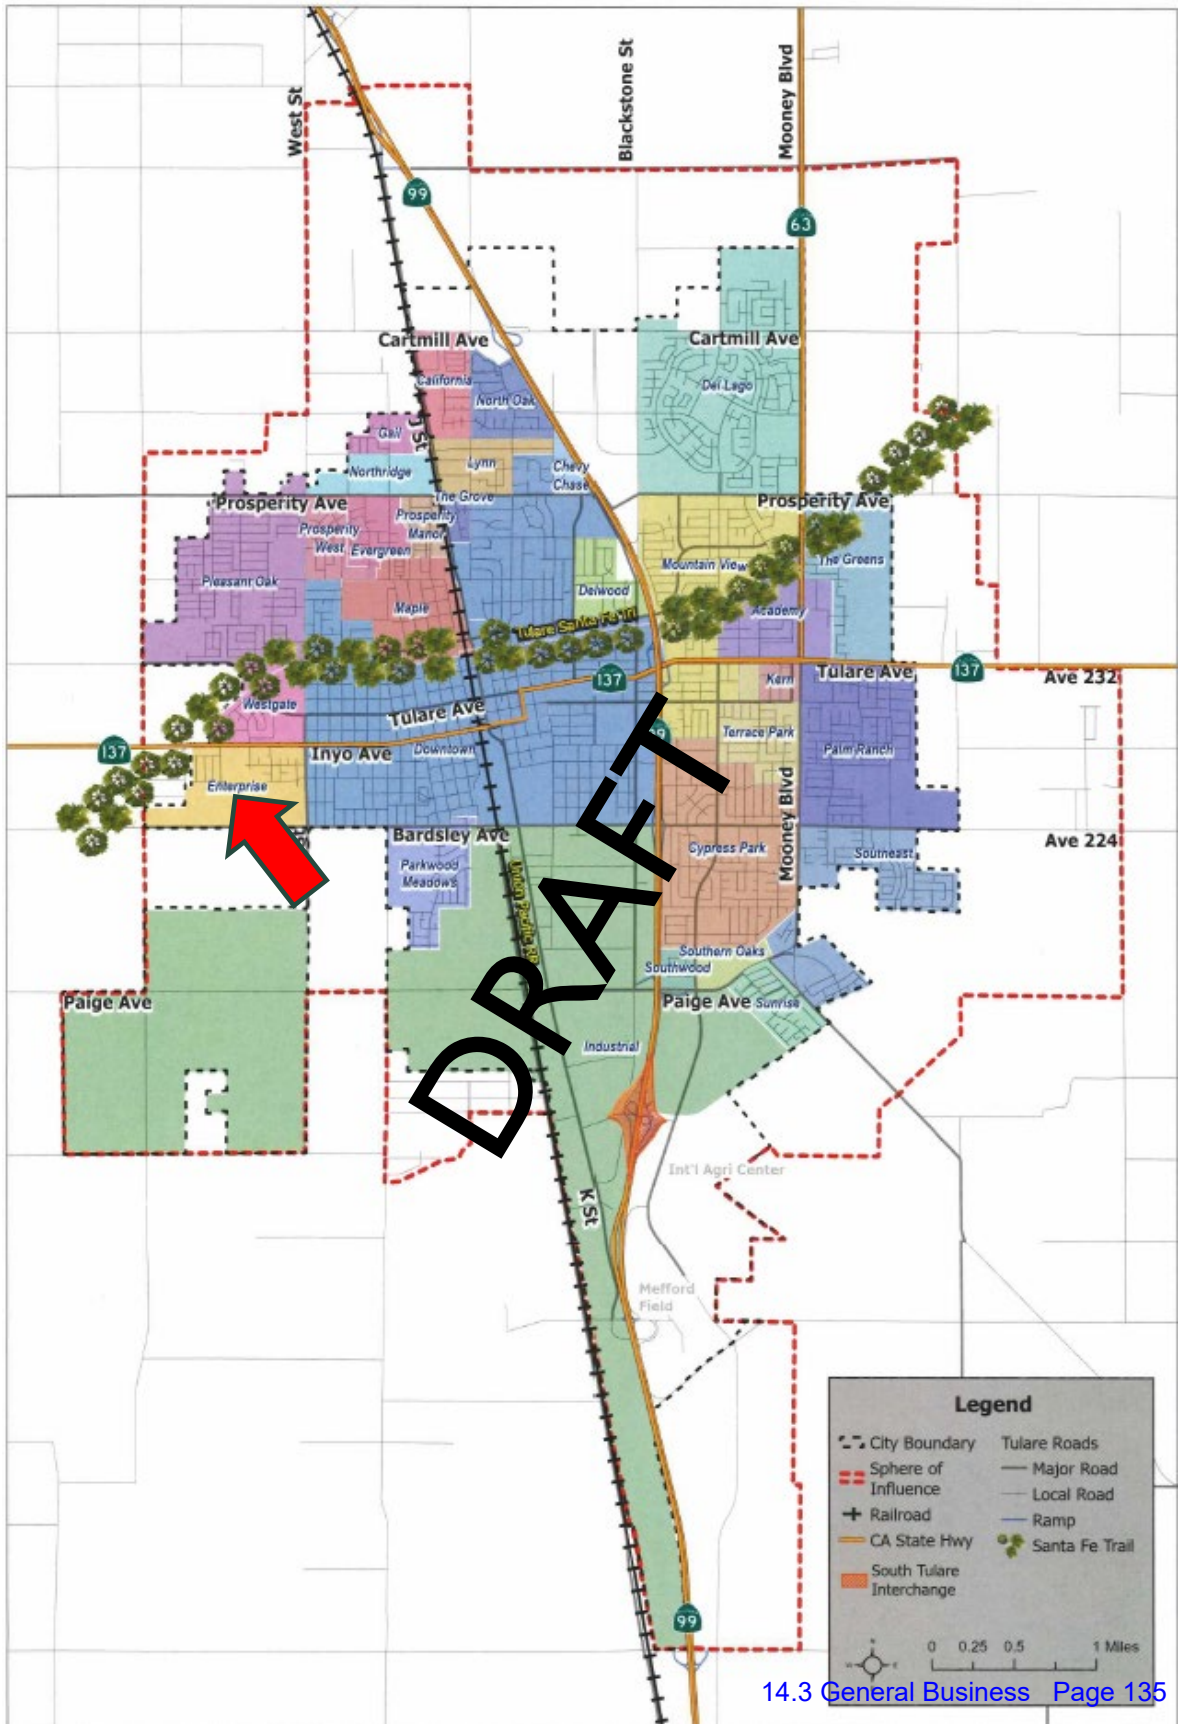 West St
Blackstone St
Mooney Blvd
99
63
Cartmill Ave
Cartmill Ave
California
North Oak
Del Lago
Gail
J St
Lynn
Northridge
Chevy
Chase
The Grove
Prosperity Ave
Prosperity Ave
Prosperity
West
Evergreen
Prosperity
Manor
Mountain View
The Greens
Pleasant Oak
Delwood
Maple
Academy
Tulare Santa Fe Trl
137
137
Tulare Ave
Ave 232
Kern
Westgate
Tulare Ave
Terrace Park
Palm Ranch
137
Inyo Ave
Downtown
99
Enterprise
Mooney Blvd
Bardsley Ave
Ave 224
Cypress Park
Southeast
Parkwood
Meadows
Union Pacific RR
DRAFT
Southern Oaks
Southwood
Paige Ave
Paige Ave
Sunrise
Industrial
Int'l Agri Center
K St
Mefford
Field
99
Legend
City Boundary
Sphere of
Influence
Railroad
CA State Hwy
South Tulare
Interchange
Tulare Roads
Major Road
Local Road
Ramp
Santa Fe Trail
N
W E
S
0 0.25 0.5 1 Miles
14.3 General Business Page 135